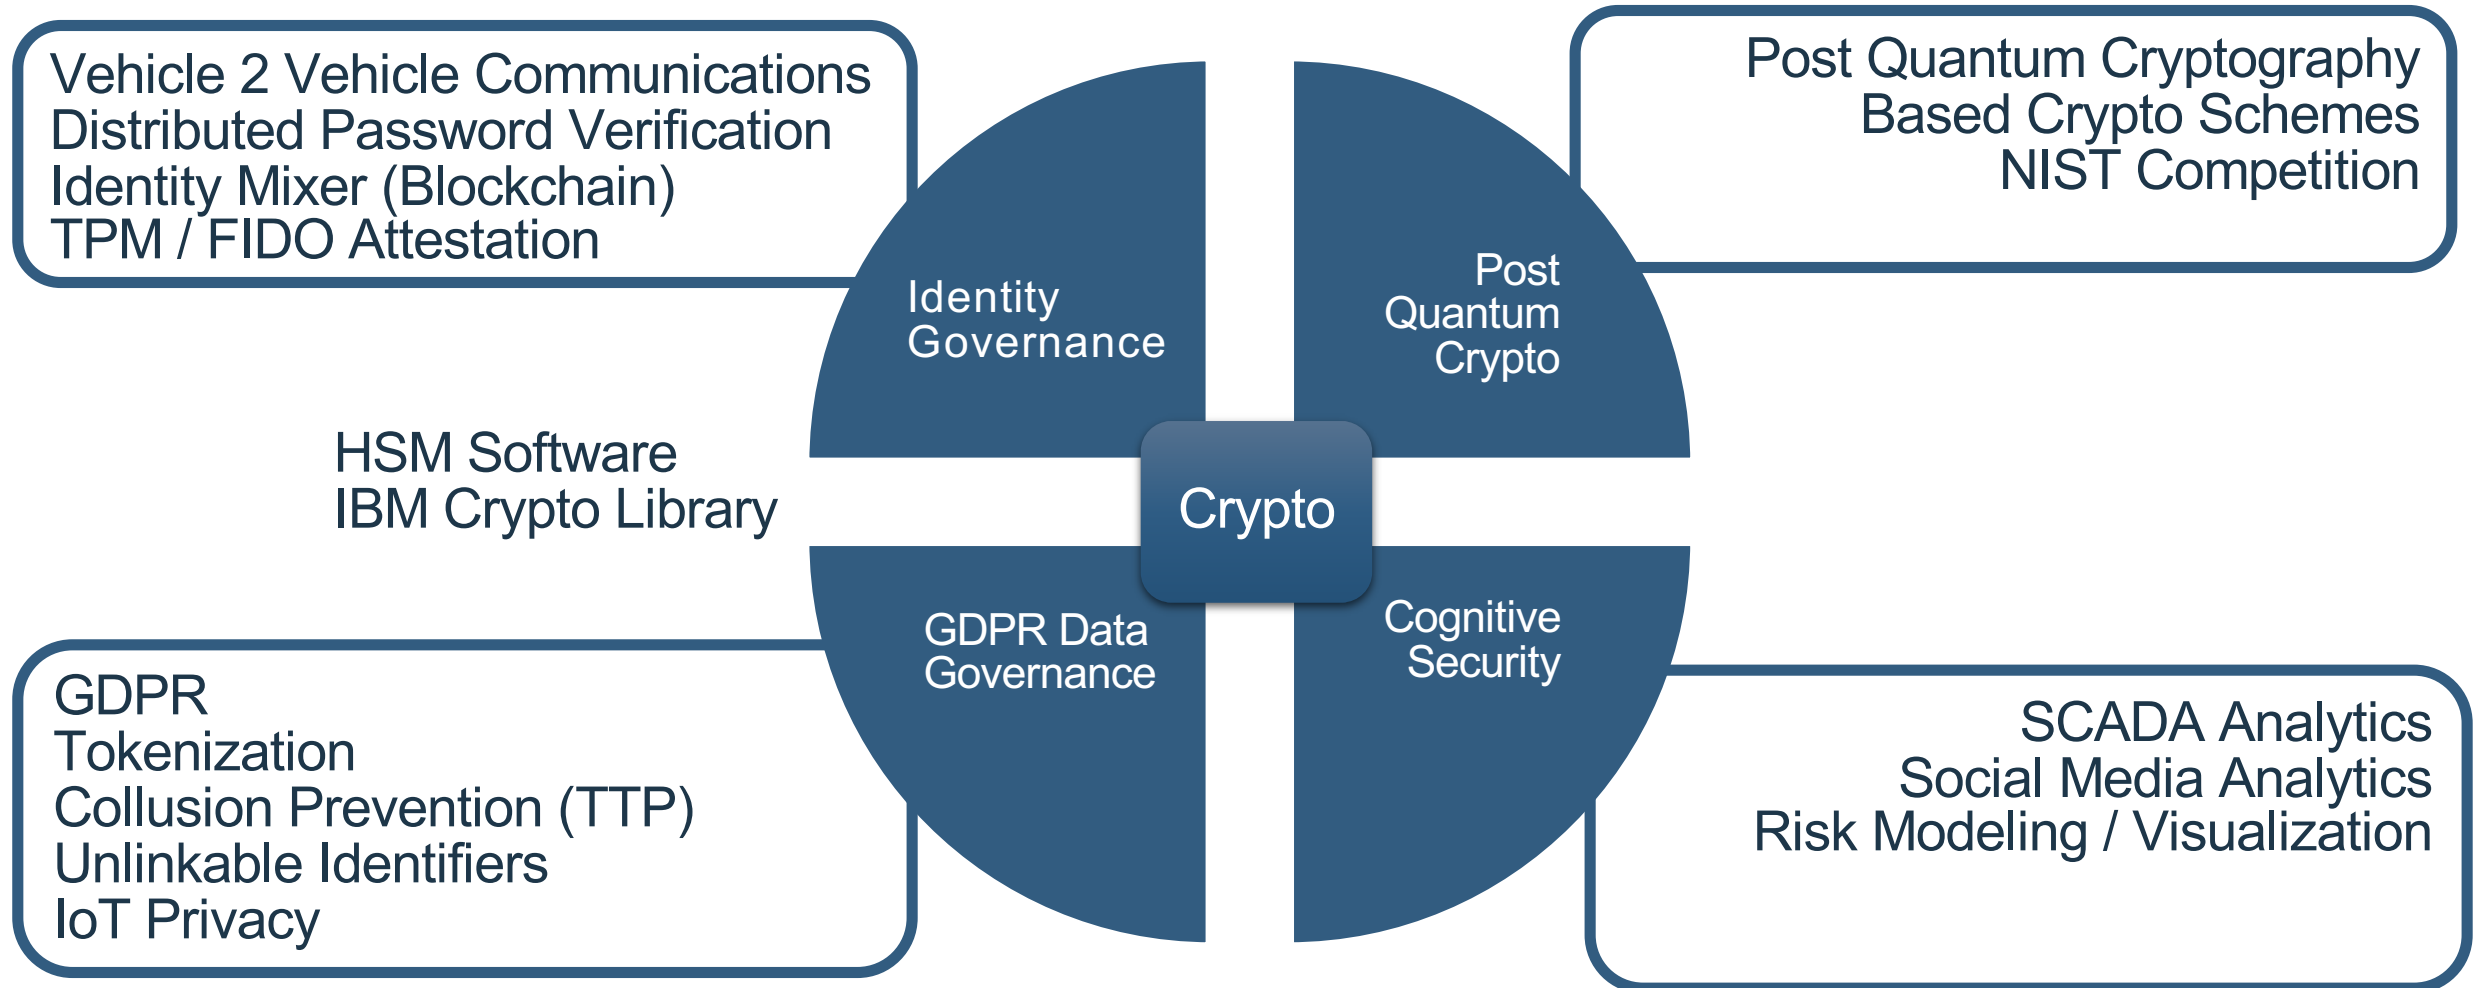 Vehicle 2 Vehicle Communications
Distributed Password Verification
Identity Mixer (Blockchain)
TPM / FIDO Attestation
Post Quantum Cryptography
Based Crypto Schemes
NIST Competition
Identity
Governance
Post
Quantum
Crypto
HSM Software
IBM Crypto Library
Crypto
GDPR Data
Governance
Cognitive
Security
GDPR
Tokenization
Collusion Prevention (TTP)
Unlinkable Identifiers
IoT Privacy
SCADA Analytics
Social Media Analytics
Risk Modeling / Visualization